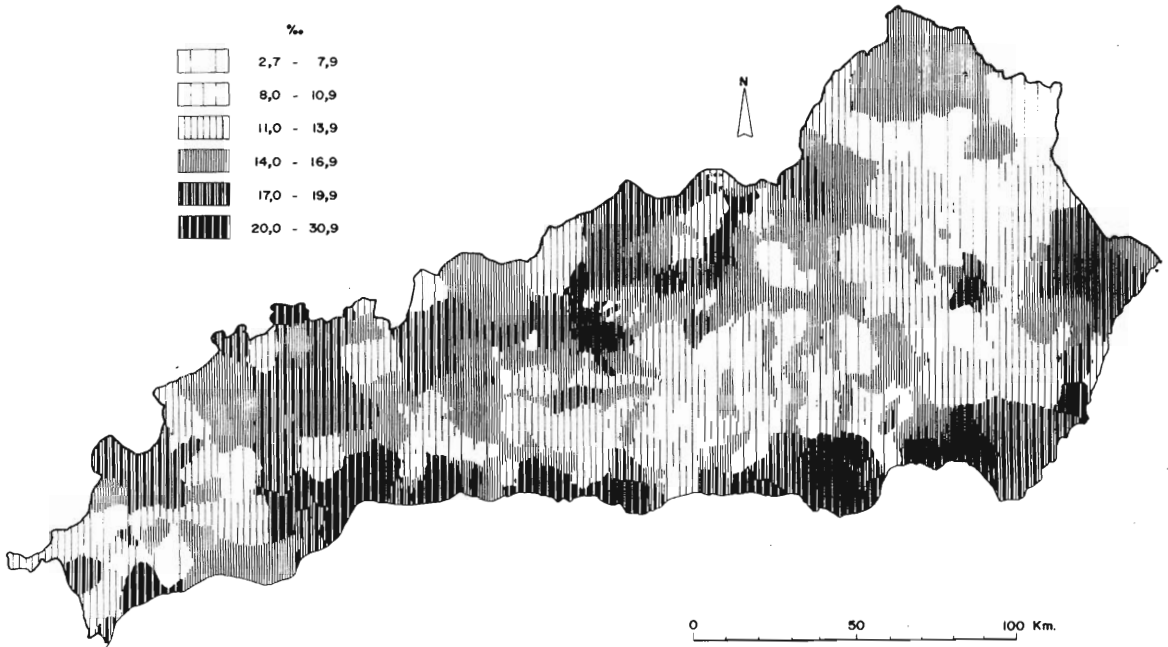 ‰
2,7 - 7,9
8,0 - 10,9
11,0 - 13,9
14,0 - 16,9
17,0 - 19,9
20,0 - 30,9
N
0 50 100 Km.